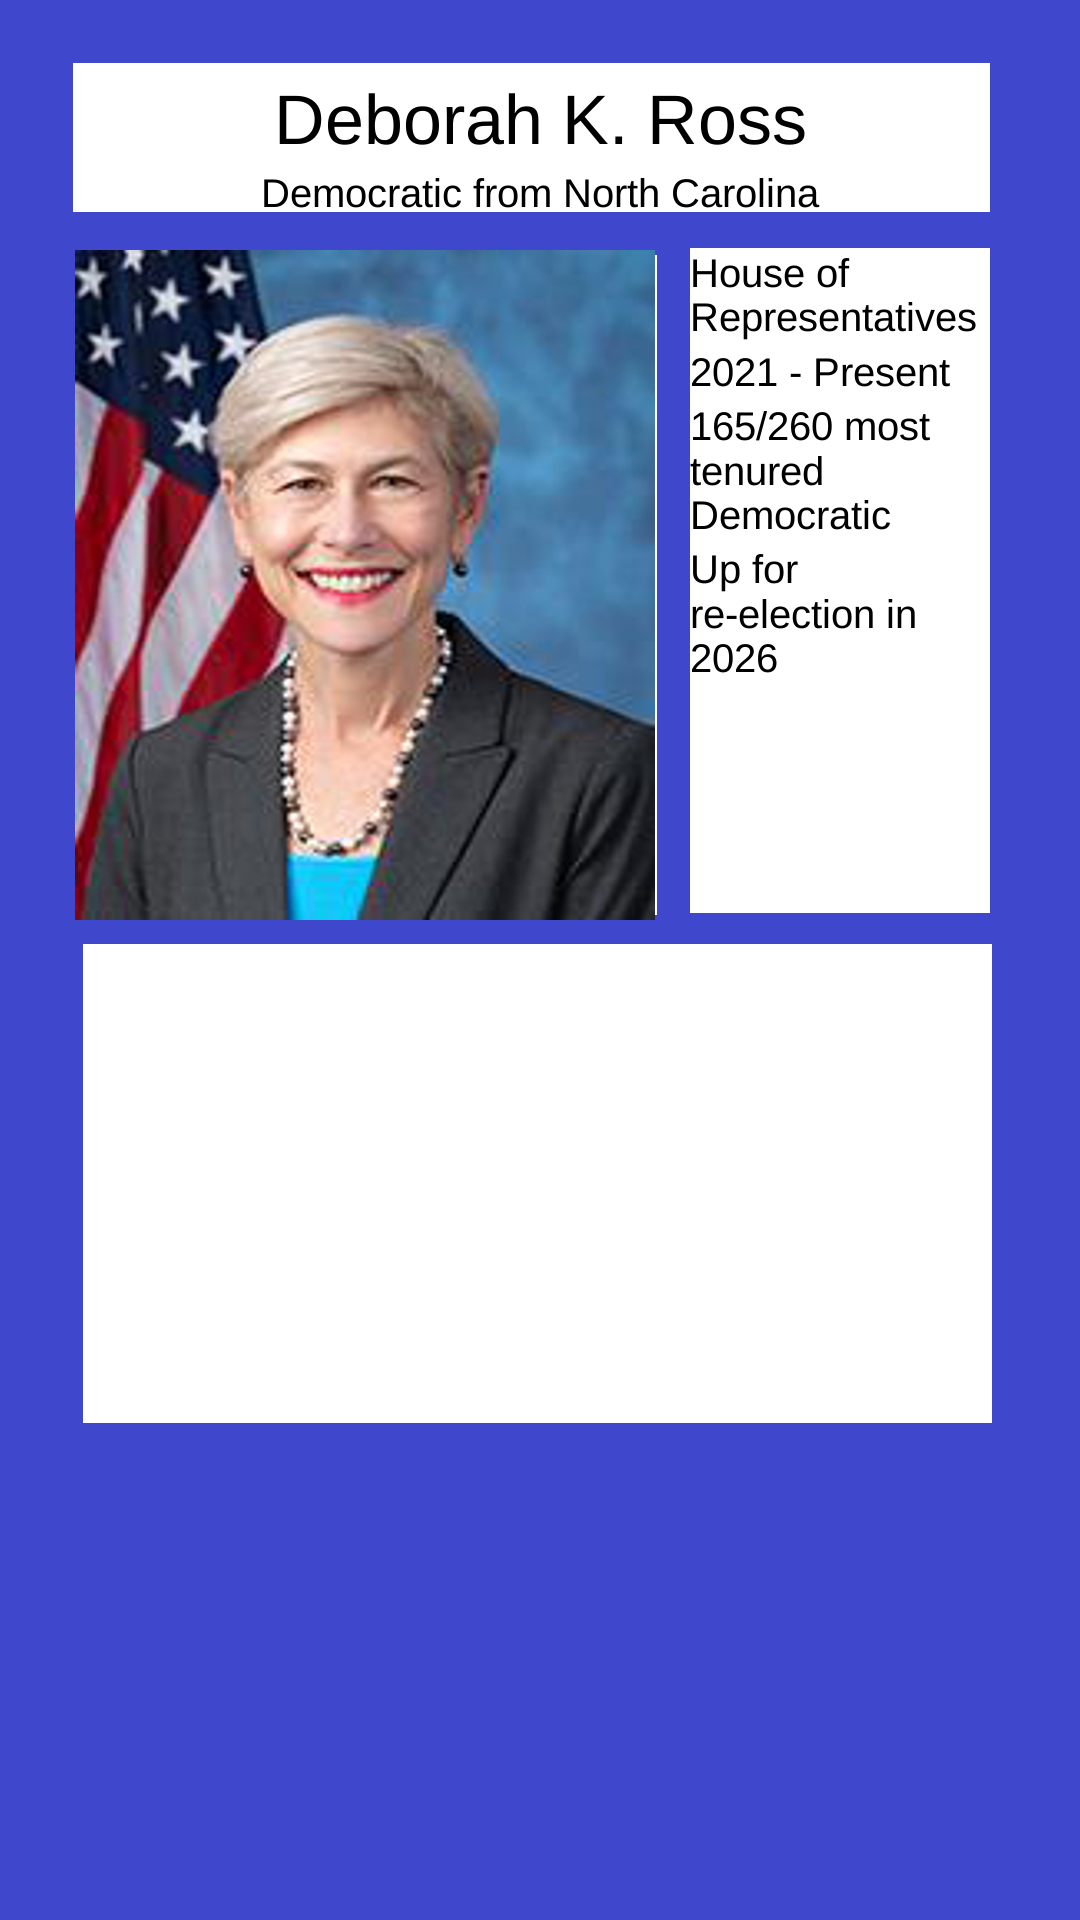 Deborah K. Ross
Democratic from North Carolina
House of
Representatives
2021 - Present
165/260 most
tenured
Democratic
Up for
re-election in
2026